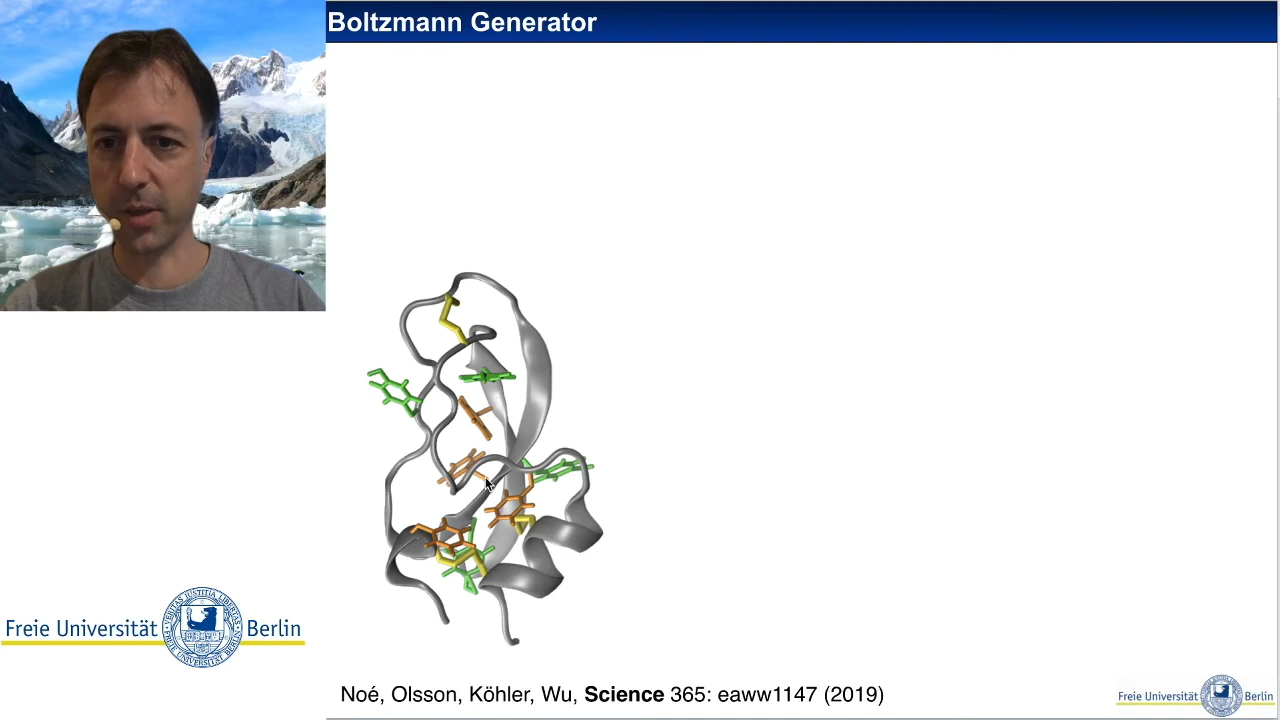 Boltzmann Generator
Freie Universität Berlin
Noé, Olsson, Köhler, Wu, Science 365: eaww1147 (2019)
Freie Universität Berlin